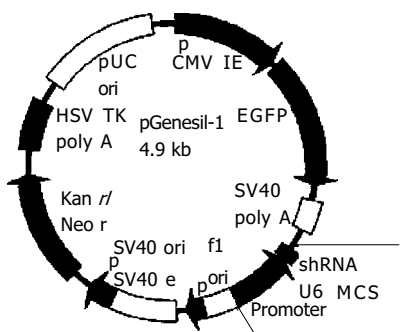 p
CMV IE
pUC
ori
HSV TK
poly A
pGenesil-1
4.9 kb
EGFP
SV40
poly A
Kan r/
Neo r
p
SV40 ori
SV40 e
f1
ori
p
shRNA
U6 MCS
Promoter